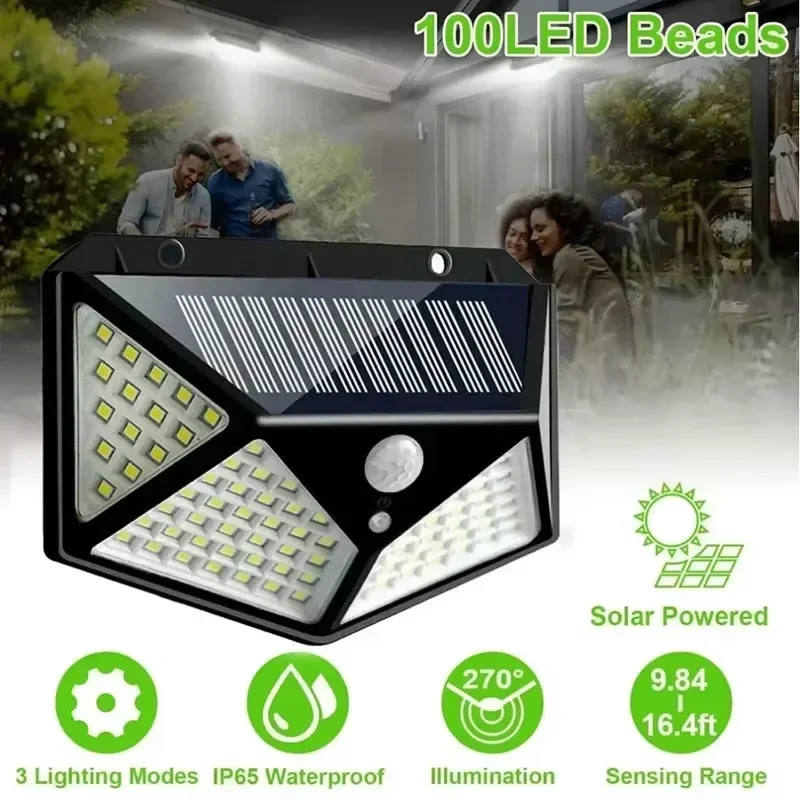 100LED Beads
Solar Powered
270°
9.84
16.4ft
3 Lighting Modes
IP65 Waterproof
Illumination
Sensing Range